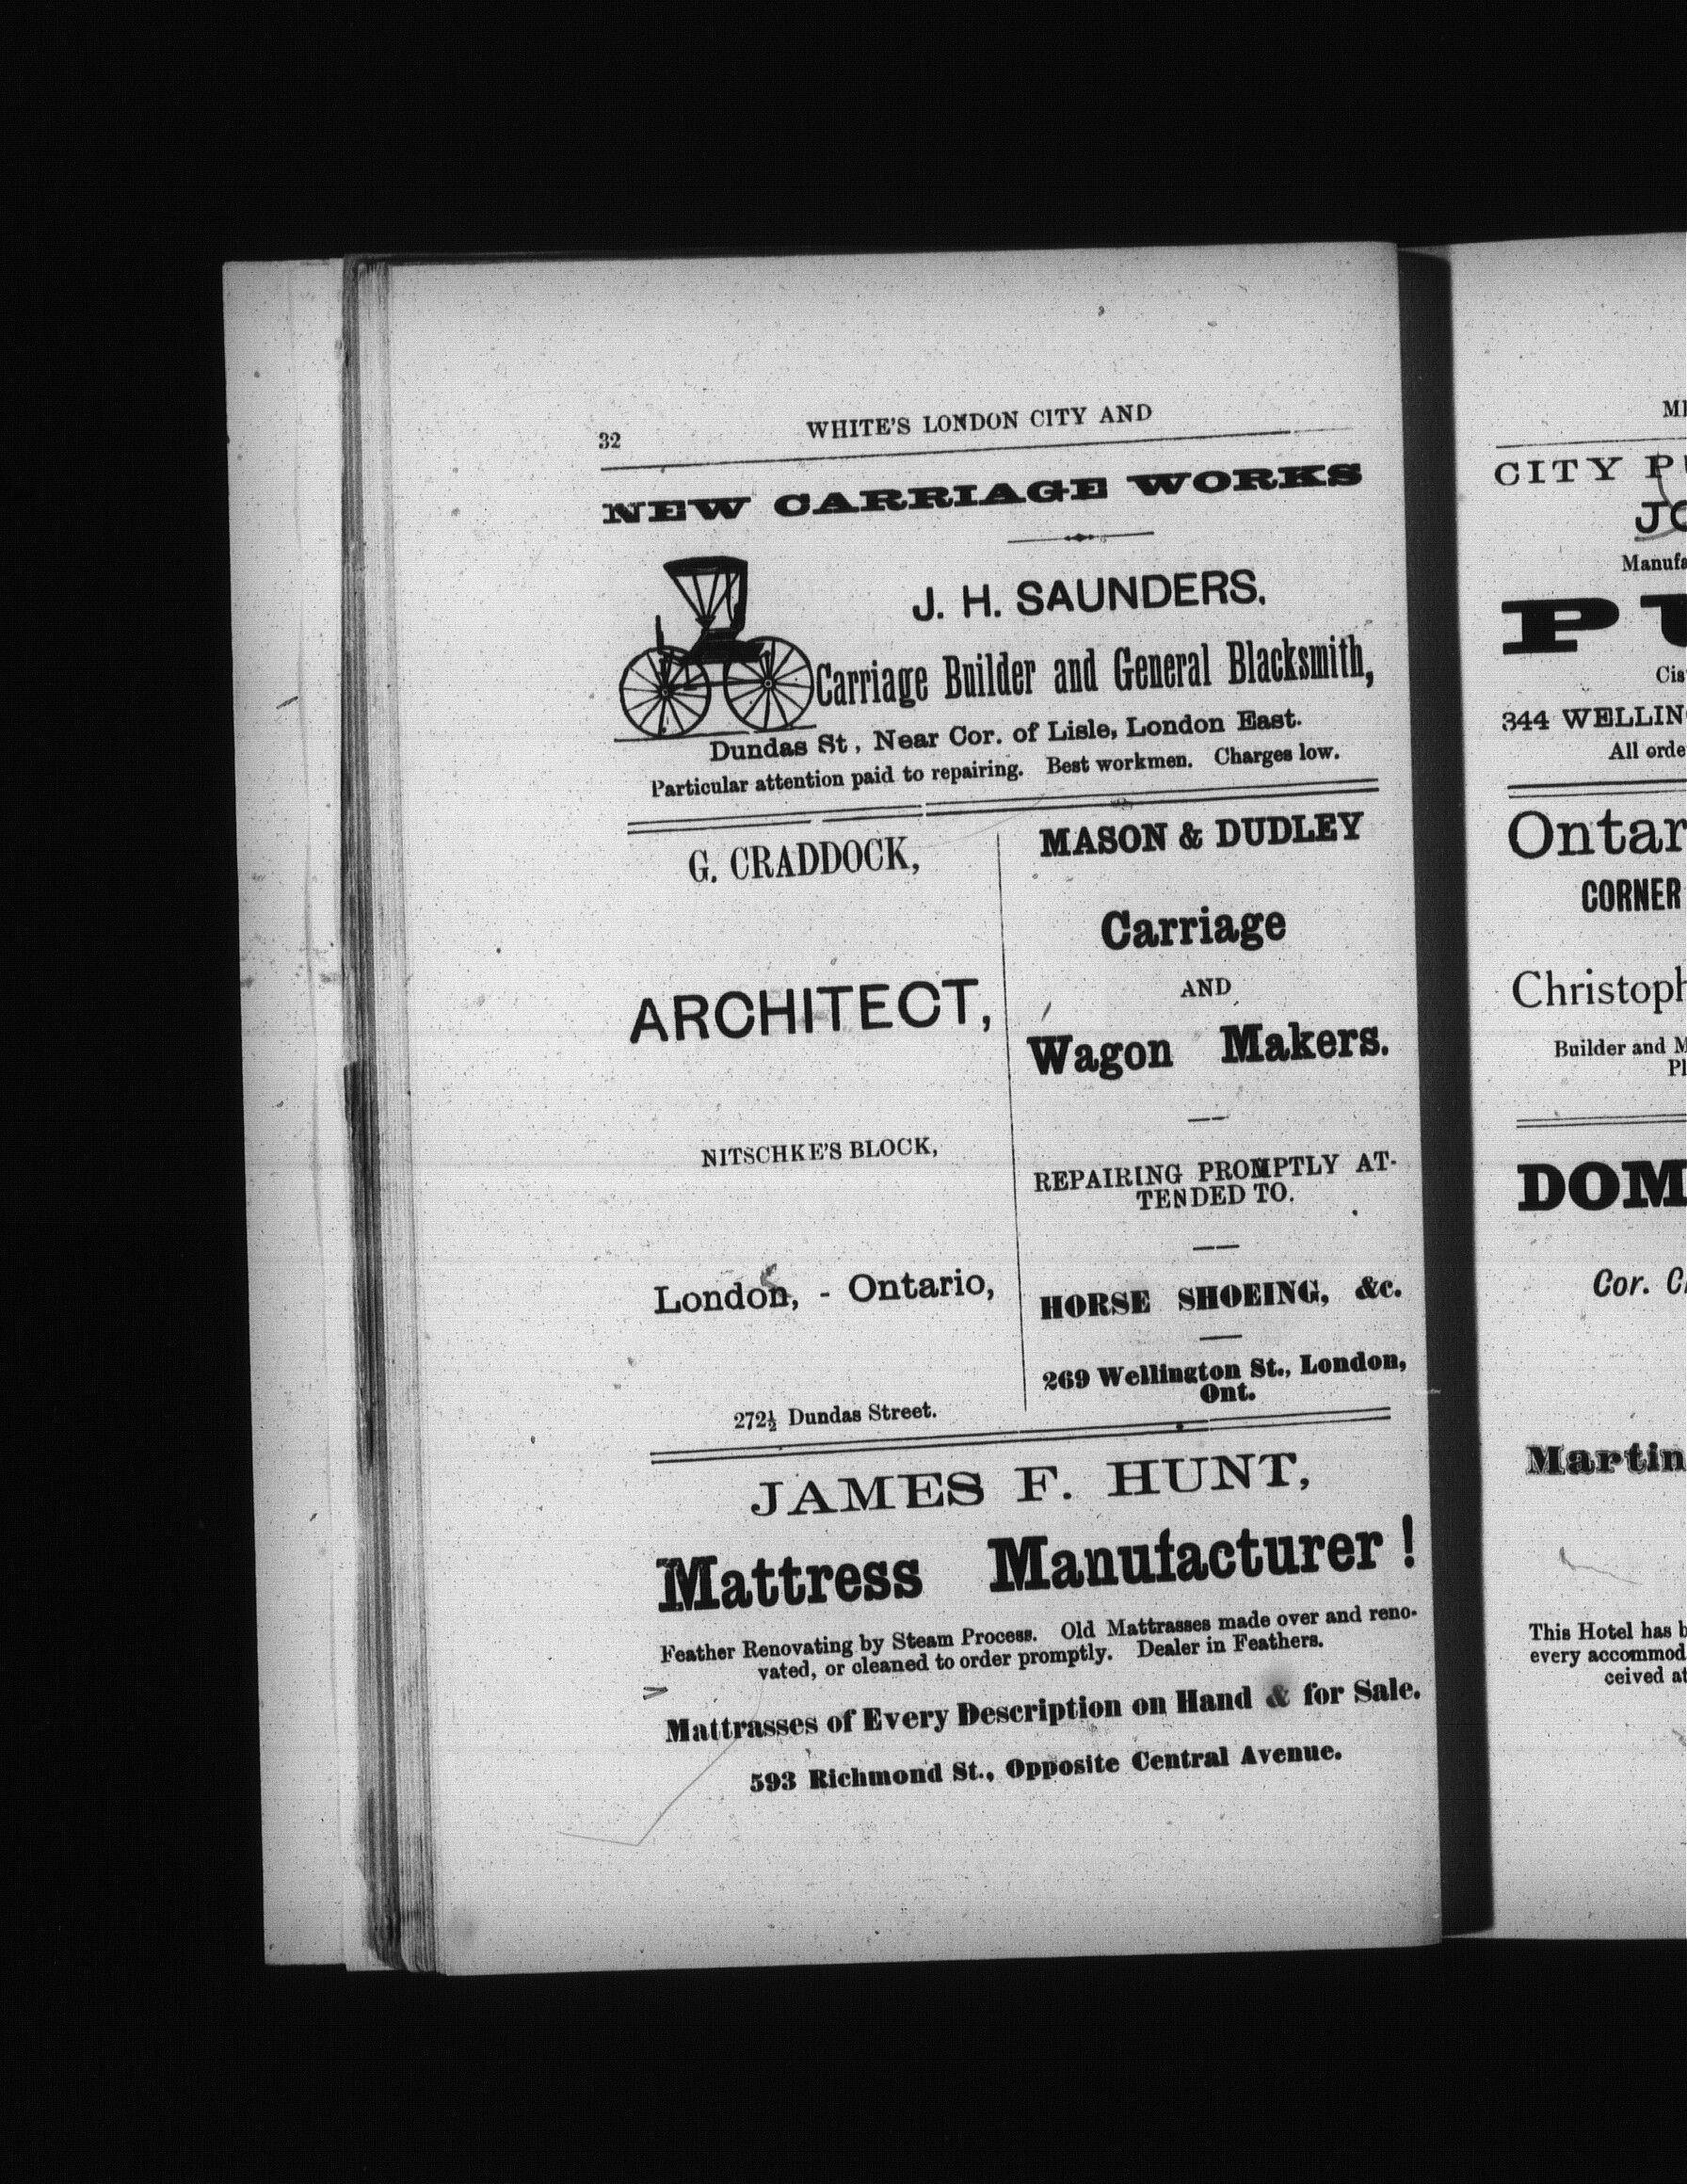 32
WHITE'S LONDON CITY AND
NEW CARRIAGE WORKS
J. H. SAUNDERS,
Carriage Builder and General Blacksmith,
Dundas St, Near Cor. of Lisle, London East.
Particular attention paid to repairing. Best workmen. Charges low.
G. CRADDOCK,
ARCHITECT,
NITSCHKE'S BLOCK,
London, - Ontario,
272½ Dundas Street.
MASON & DUDLEY
Carriage
AND
Wagon Makers.
REPAIRING PROMPTLY AT-
TENDED TO.
HORSE SHOEING, &c.
269 Wellington St., London,
Ont.
JAMES F. HUNT,
Mattress Manufacturer!
Feather Renovating by Steam Process. Old Mattrasses made over and reno-
vated, or cleaned to order promptly. Dealer in Feathers.
Mattrasses of Every Description on Hand & for Sale.
593 Richmond St., Opposite Central Avenue.
CITY
Manufa
344 WELLIN
All orde
Ontar
CORNER
Christoph
Builder and M
Pl
DOM
Cor. C
Martin
This Hotel has b
every accommod
ceived at